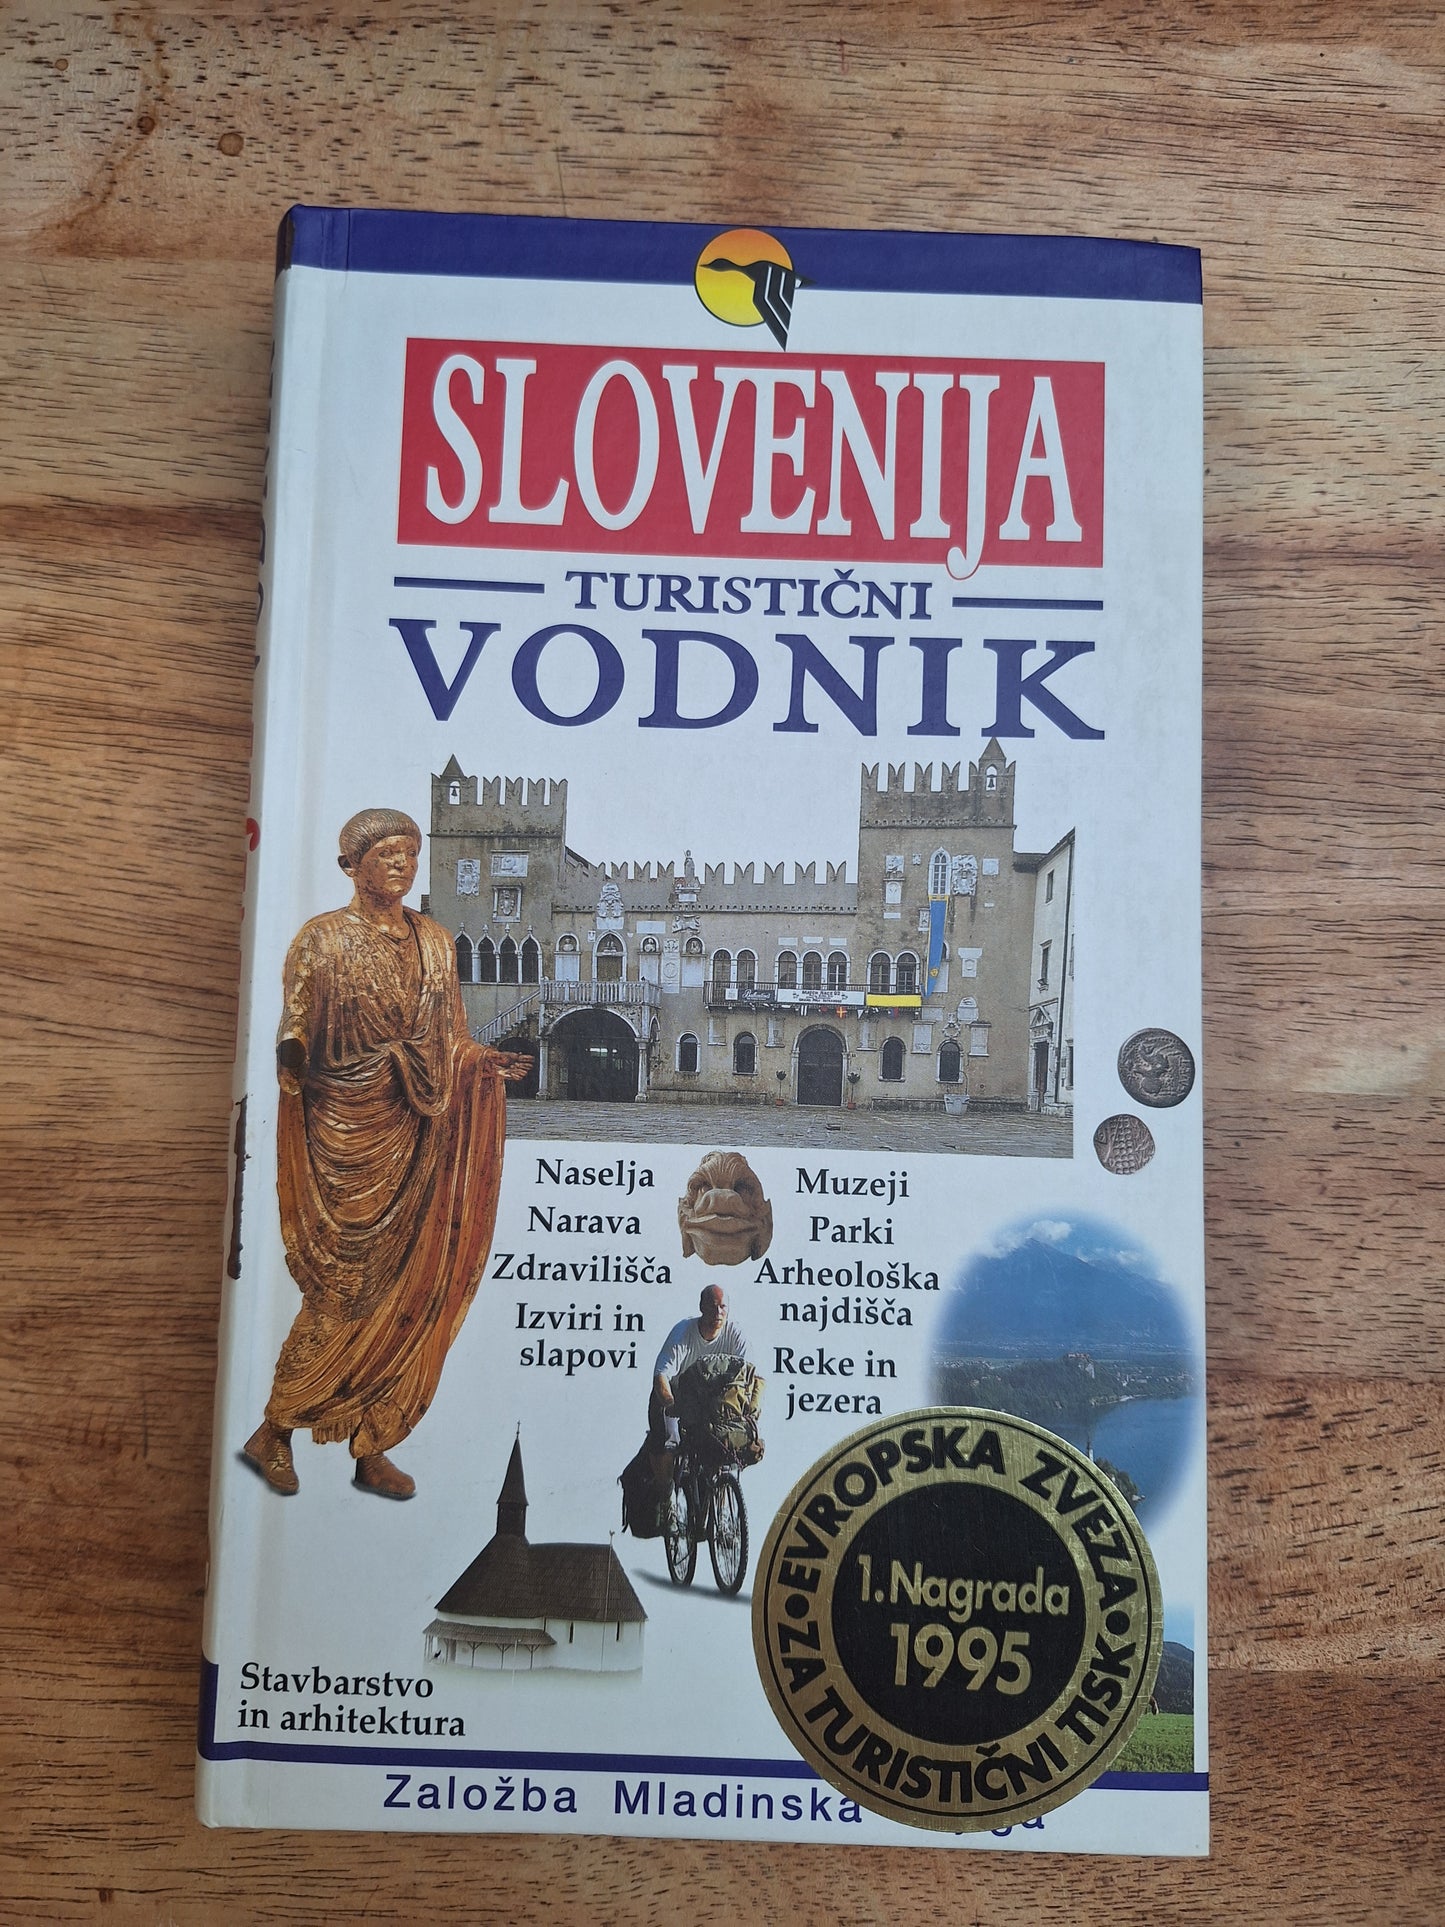 SLOVENIJA
TURISTIČNI
VODNIK
Naselja
Narava
Zdravilišča
Izviri in
slapovi
Muzeji
Parki
Arheološka
najdišča
Reke in
jezera
Stavbarstvo
in arhitektura
EVROPSKA ZVEZA
ZA TURISTIČNI TISK
1. Nagrada
1995
Založba Mladinska